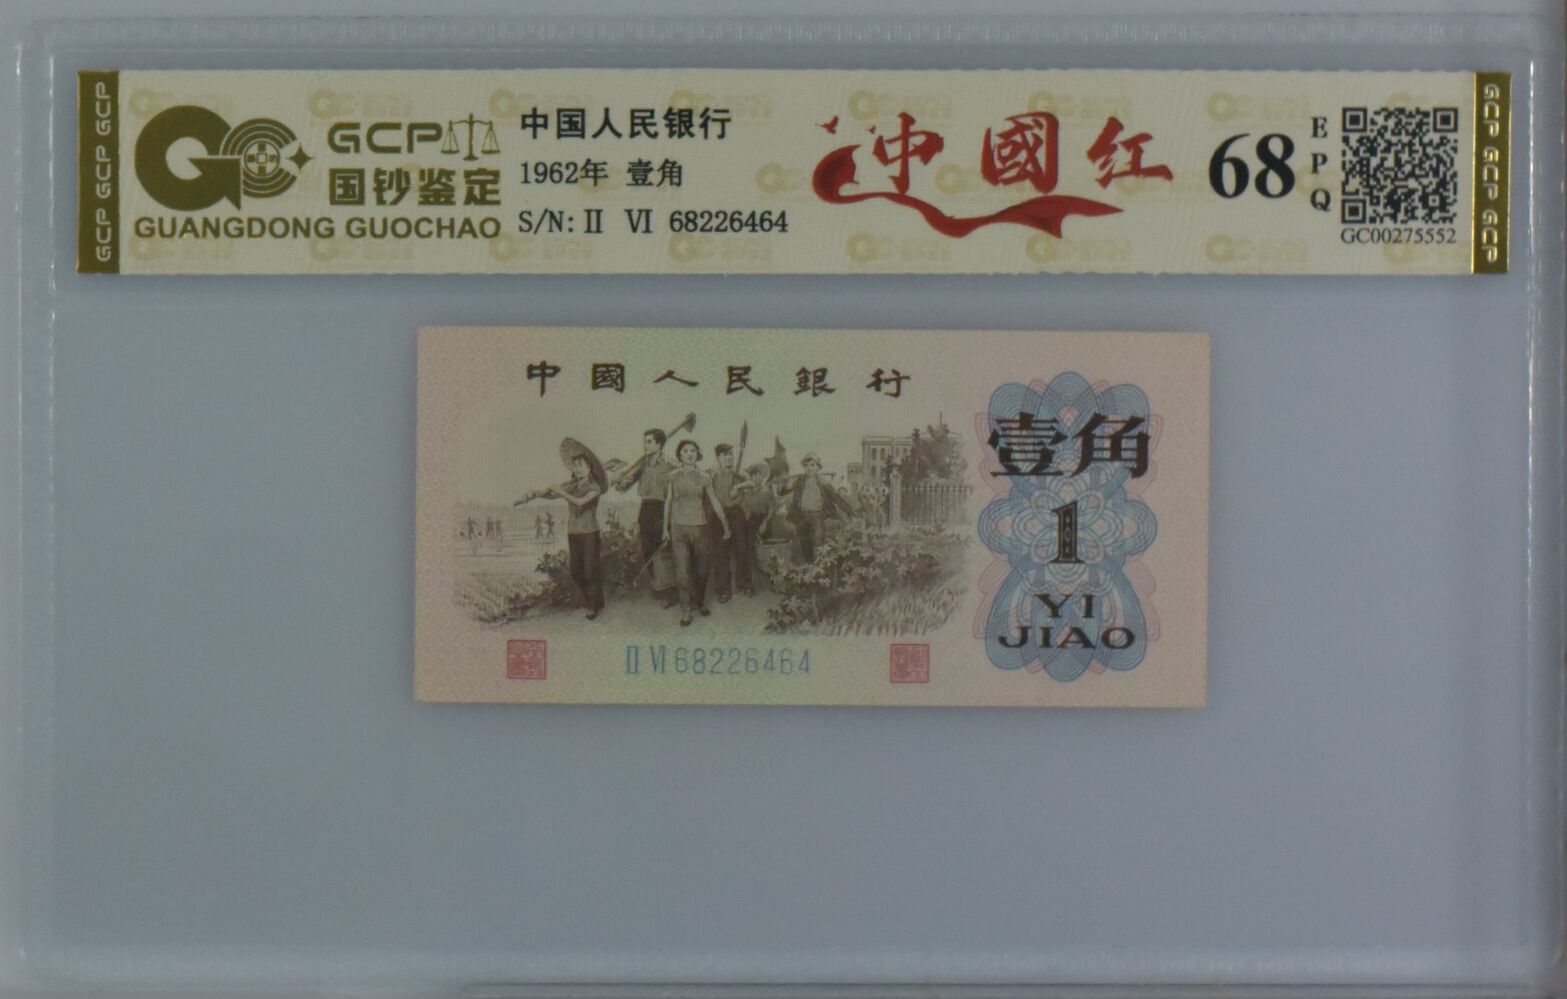 GCP GCP GCP
GCP
国钞鉴定
GUANGDONG GUOCHAO
中国人民银行
1962年 壹角
S/N: Ⅱ Ⅵ 68226464
中國红
68
EPQ
GC00275552
GCP GCP GCP
中國人民銀行
壹角
1
YI
JIAO
Ⅱ Ⅵ 68226464